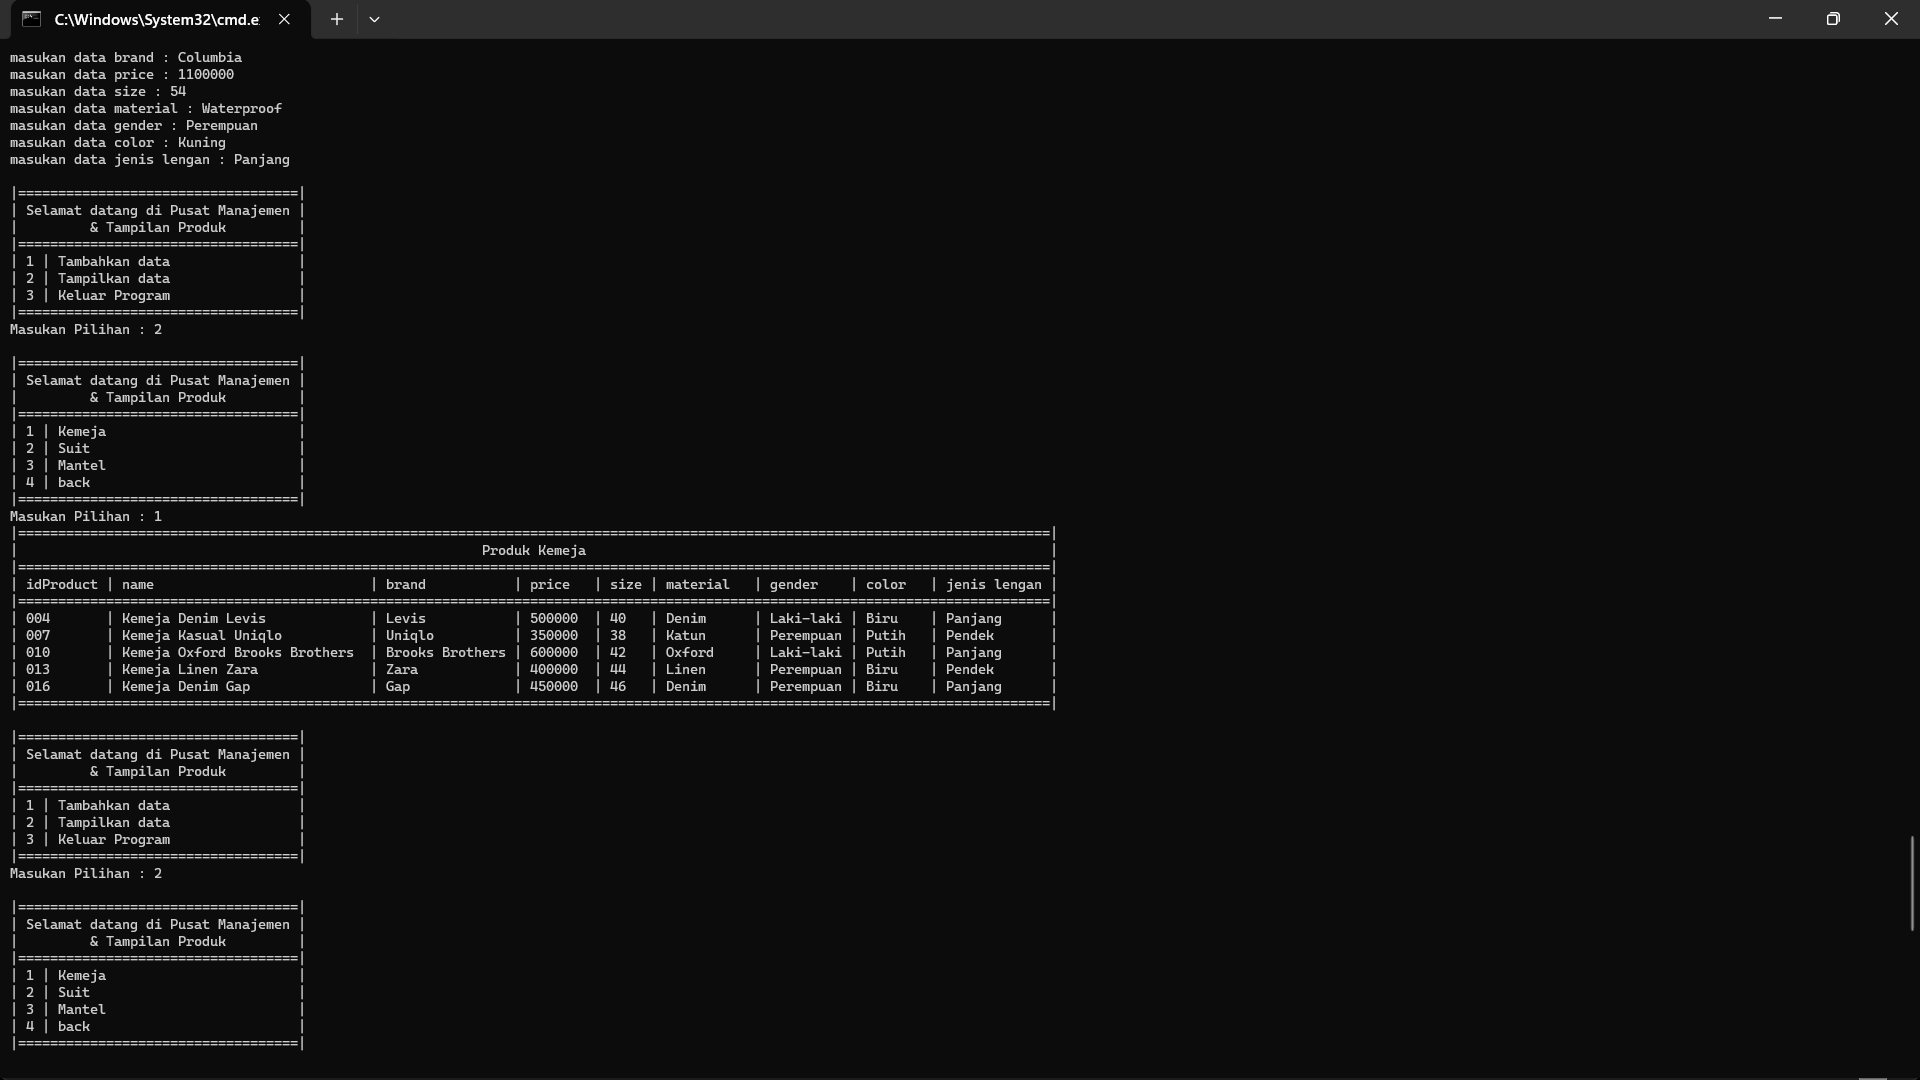 C:\Windows\System32\cmd.e
masukan data brand : Columbia
masukan data price : 1100000
masukan data size : 54
masukan data material : Waterproof
masukan data gender : Perempuan
masukan data color : Kuning
masukan data jenis lengan : Panjang
|===================================|
| Selamat datang di Pusat Manajemen |
|         & Tampilan Produk         |
|===================================|
| 1 | Tambahkan data                |
| 2 | Tampilkan data                |
| 3 | Keluar Program                |
|===================================|
Masukan Pilihan : 2
|===================================|
| Selamat datang di Pusat Manajemen |
|         & Tampilan Produk         |
|===================================|
| 1 | Kemeja                        |
| 2 | Suit                          |
| 3 | Mantel                        |
| 4 | back                          |
|===================================|
Masukan Pilihan : 1
|=================================================================================================================================|
|                                                          Produk Kemeja                                                          |
|=================================================================================================================================|
| idProduct | name                           | brand           | price   | size | material   | gender    | color   | jenis lengan |
|=================================================================================================================================|
| 004       | Kemeja Denim Levis             | Levis           | 500000  | 40   | Denim      | Laki-laki | Biru    | Panjang      |
| 007       | Kemeja Kasual Uniqlo           | Uniqlo          | 350000  | 38   | Katun      | Perempuan | Putih   | Pendek       |
| 010       | Kemeja Oxford Brooks Brothers  | Brooks Brothers | 600000  | 42   | Oxford     | Laki-laki | Putih   | Panjang      |
| 013       | Kemeja Linen Zara              | Zara            | 400000  | 44   | Linen      | Perempuan | Biru    | Pendek       |
| 016       | Kemeja Denim Gap               | Gap             | 450000  | 46   | Denim      | Perempuan | Biru    | Panjang      |
|=================================================================================================================================|
|===================================|
| Selamat datang di Pusat Manajemen |
|         & Tampilan Produk         |
|===================================|
| 1 | Tambahkan data                |
| 2 | Tampilkan data                |
| 3 | Keluar Program                |
|===================================|
Masukan Pilihan : 2
|===================================|
| Selamat datang di Pusat Manajemen |
|         & Tampilan Produk         |
|===================================|
| 1 | Kemeja                        |
| 2 | Suit                          |
| 3 | Mantel                        |
| 4 | back                          |
|===================================|